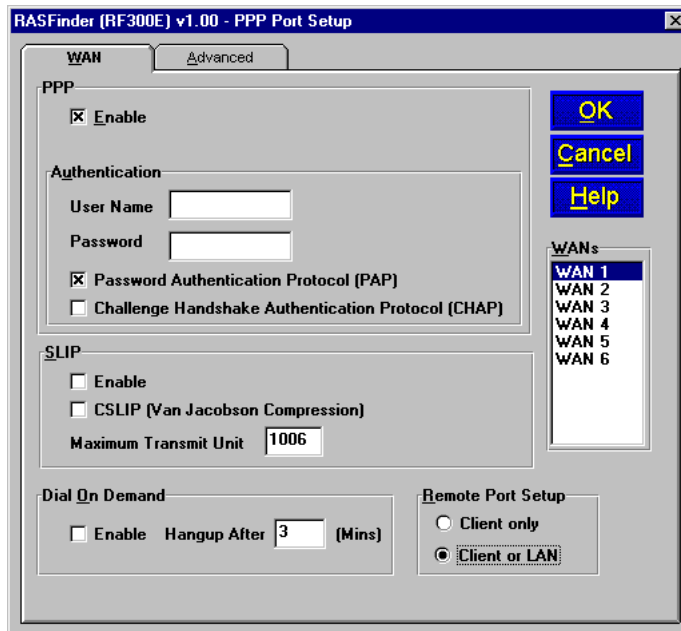 RASFinder (RF300E) v1.00 - PPP Port Setup
WAN
Advanced
PPP
Enable
Authentication
User Name
Password
Password Authentication Protocol (PAP)
Challenge Handshake Authentication Protocol (CHAP)
SLIP
Enable
CSLIP (Van Jacobson Compression)
Maximum Transmit Unit 1006
Dial On Demand
Enable Hangup After 3 (Mins)
Remote Port Setup
Client only
Client or LAN
OK
Cancel
Help
WANs
WAN 1
WAN 2
WAN 3
WAN 4
WAN 5
WAN 6